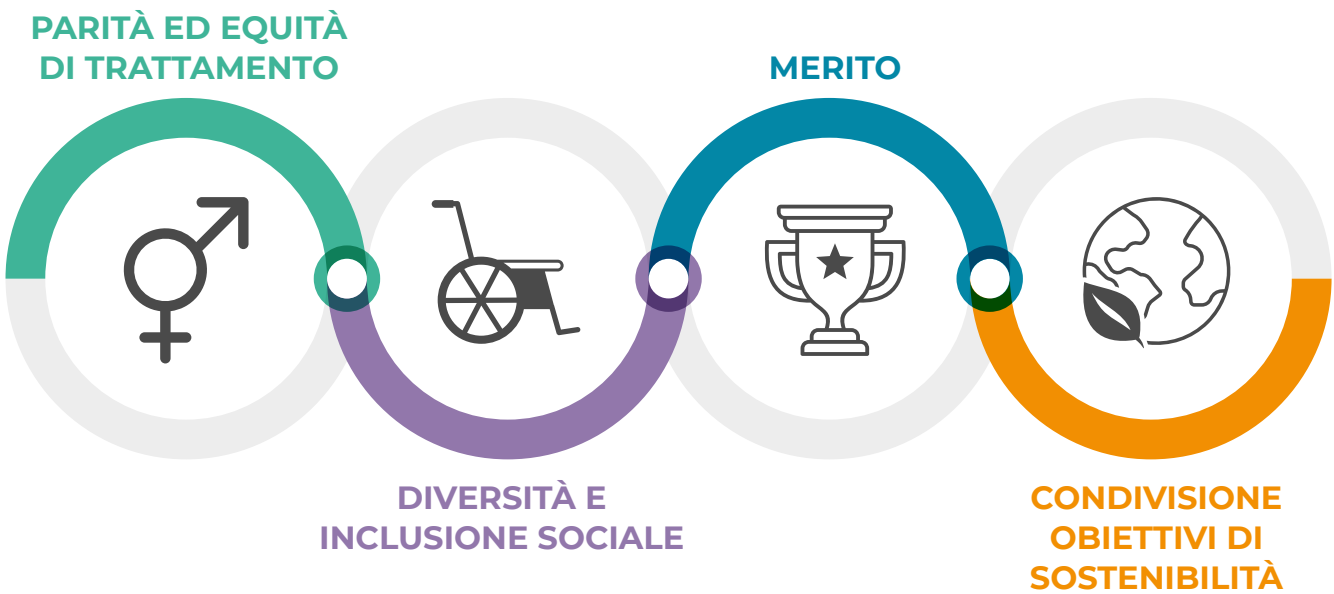 PARITÀ ED EQUITÀ
DI TRATTAMENTO
DIVERSITÀ E
INCLUSIONE SOCIALE
MERITO
CONDIVISIONE
OBIETTIVI DI
SOSTENIBILITÀ